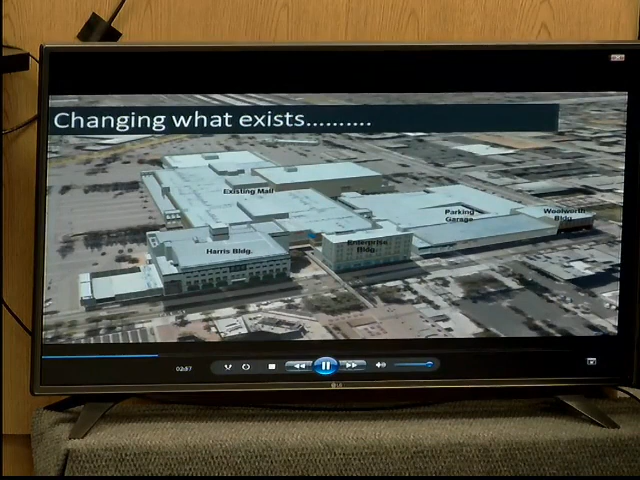 Changing what exists..........
Existing Mall
Parking
Garage
Woolworth
Bldg.
Harris Bldg.
Enterprise
Bldg.
02:57
LG